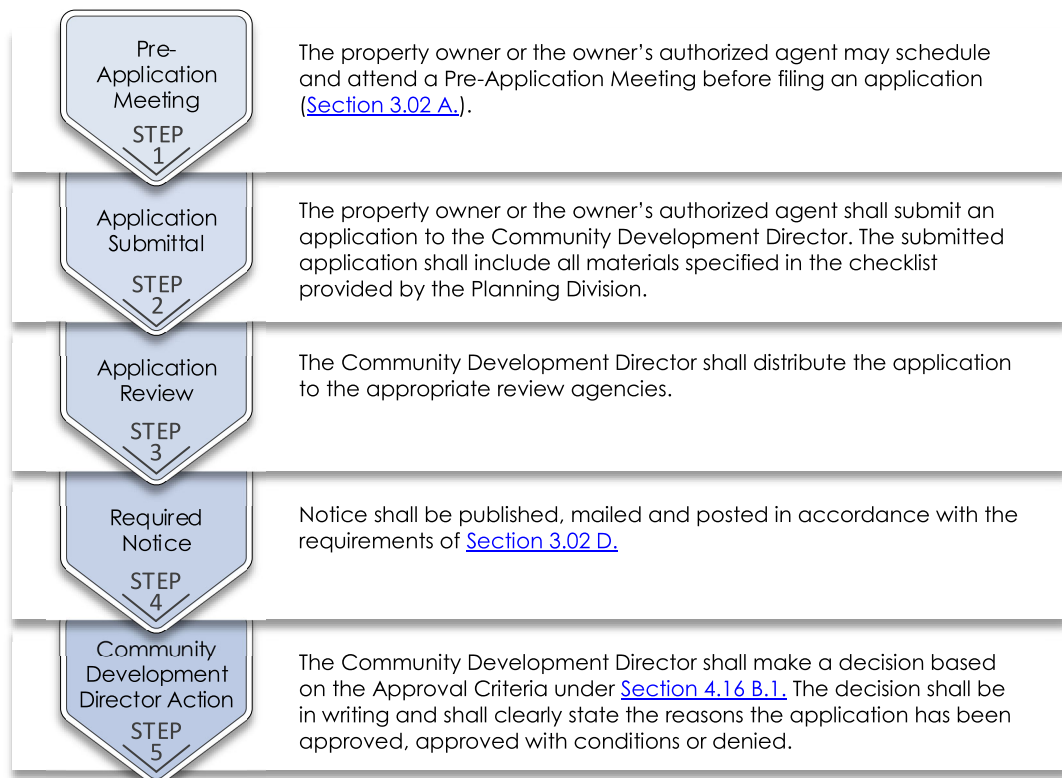 Pre-
Application
Meeting
STEP
1
The property owner or the owner’s authorized agent may schedule
and attend a Pre-Application Meeting before filing an application
(Section 3.02 A.).
Application
Submittal
STEP
2
The property owner or the owner’s authorized agent shall submit an
application to the Community Development Director. The submitted
application shall include all materials specified in the checklist
provided by the Planning Division.
Application
Review
STEP
3
The Community Development Director shall distribute the application
to the appropriate review agencies.
Required
Notice
STEP
4
Notice shall be published, mailed and posted in accordance with the
requirements of Section 3.02 D.
Community
Development
Director Action
STEP
5
The Community Development Director shall make a decision based
on the Approval Criteria under Section 4.16 B.1. The decision shall be
in writing and shall clearly state the reasons the application has been
approved, approved with conditions or denied.